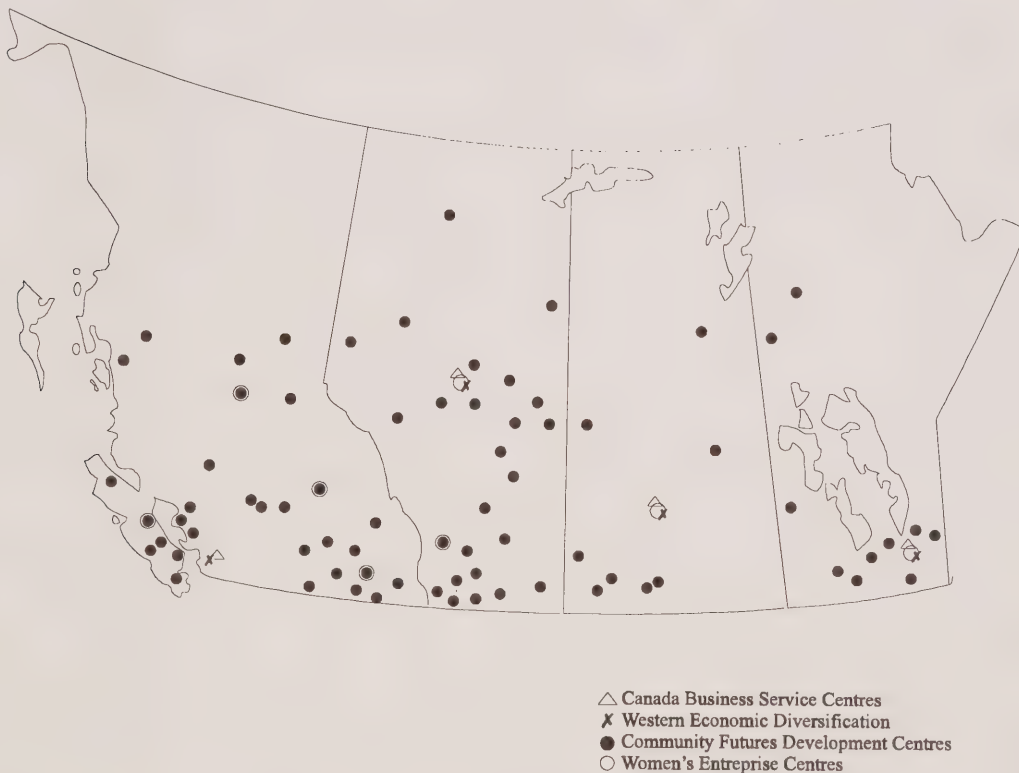 Canada Business Service Centres
Western Economic Diversification
Community Futures Development Centres
Women's Entreprise Centres